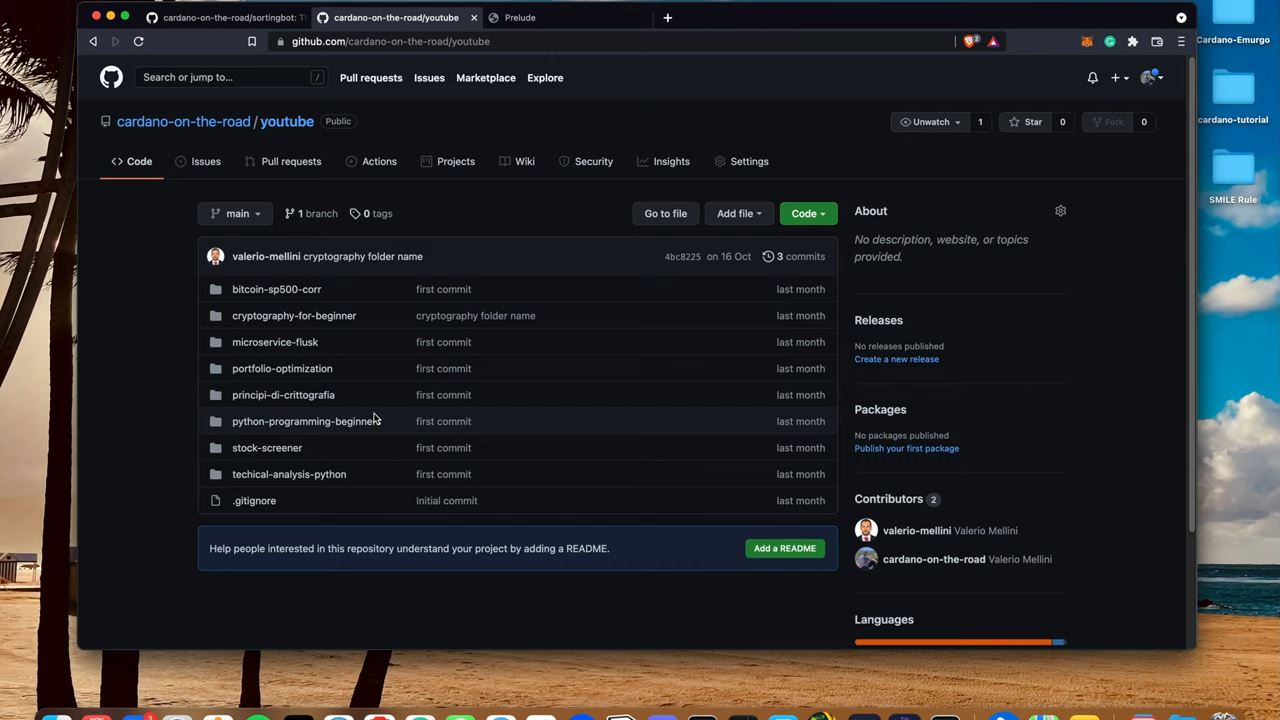 cardano-on-the-road/sortingbot: T
cardano-on-the-road/youtube
Prelude
github.com/cardano-on-the-road/youtube
Cardano-Emurgo
cardano-tutorial
SMILE Rule
Search or jump to...
/
Pull requests
Issues
Marketplace
Explore
cardano-on-the-road / youtube
Public
Unwatch 1
Star 0
Fork 0
Code
Issues
Pull requests
Actions
Projects
Wiki
Security
Insights
Settings
main
1 branch
0 tags
Go to file
Add file
Code
valerio-mellini cryptography folder name
4bc8225 on 16 Oct
3 commits
bitcoin-sp500-corr first commit last month
cryptography-for-beginner cryptography folder name last month
microservice-flusk first commit last month
portfolio-optimization first commit last month
principi-di-crittografia first commit last month
python-programming-beginners first commit last month
stock-screener first commit last month
techical-analysis-python first commit last month
.gitignore Initial commit last month
Help people interested in this repository understand your project by adding a README.
Add a README
About
No description, website, or topics
provided.
Releases
No releases published
Create a new release
Packages
No packages published
Publish your first package
Contributors 2
valerio-mellini Valerio Mellini
cardano-on-the-road Valerio Mellini
Languages